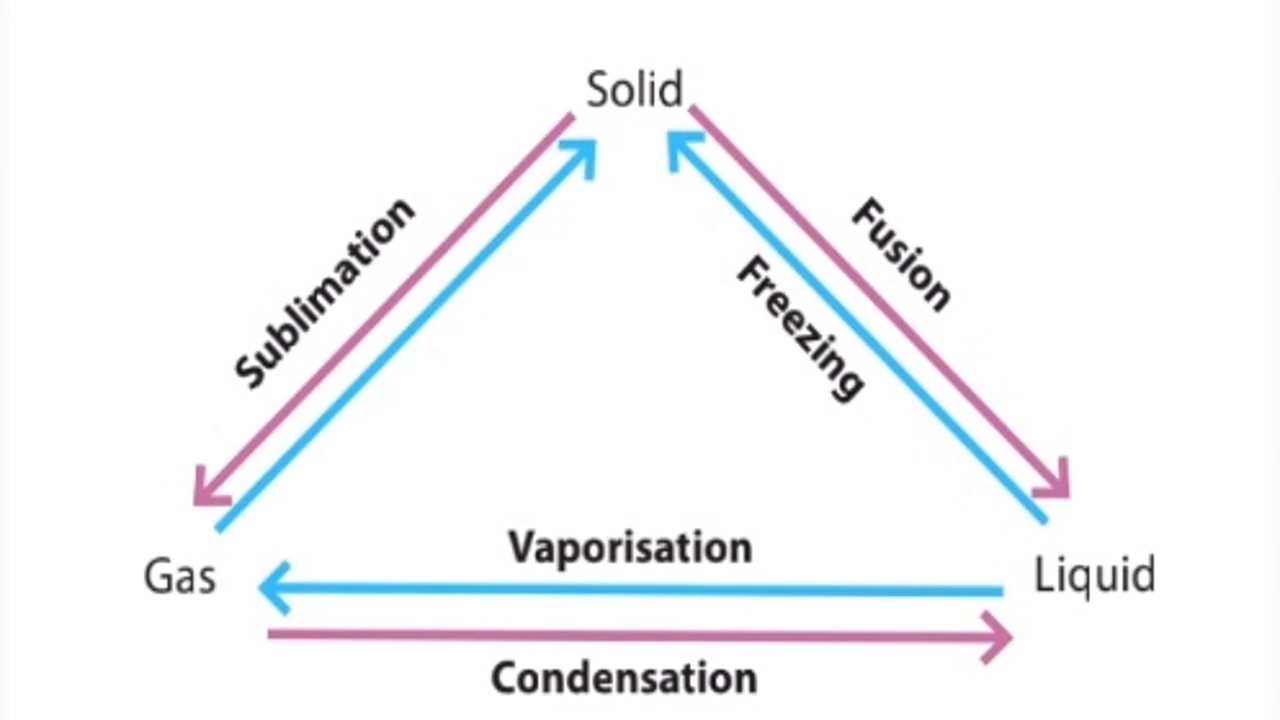 Solid
Sublimation
Fusion
Freezing
Vaporisation
Gas
Liquid
Condensation